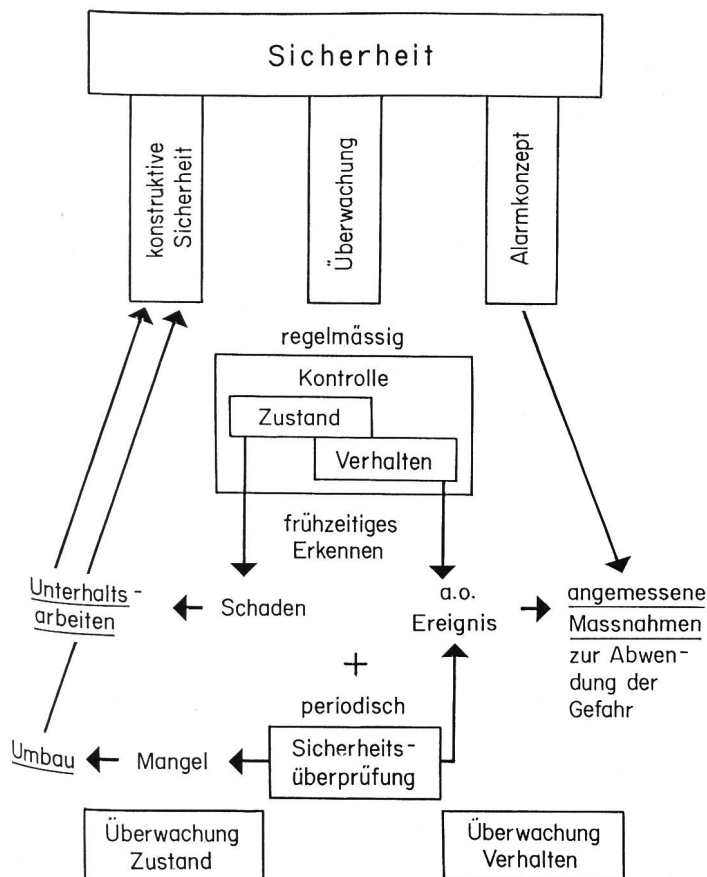 Sicherheit
konstruktive
Sicherheit
Überwachung
Alarmkonzept
regelmässig
Kontrolle
Zustand
Verhalten
frühzeitiges
Erkennen
Unterhalts-
arbeiten
Schaden
a.o.
Ereignis
angemessene
Massnahmen
zur Abwen-
dung der
Gefahr
+
periodisch
Umbau
Mangel
Sicherheits-
überprüfung
Überwachung
Zustand
Überwachung
Verhalten